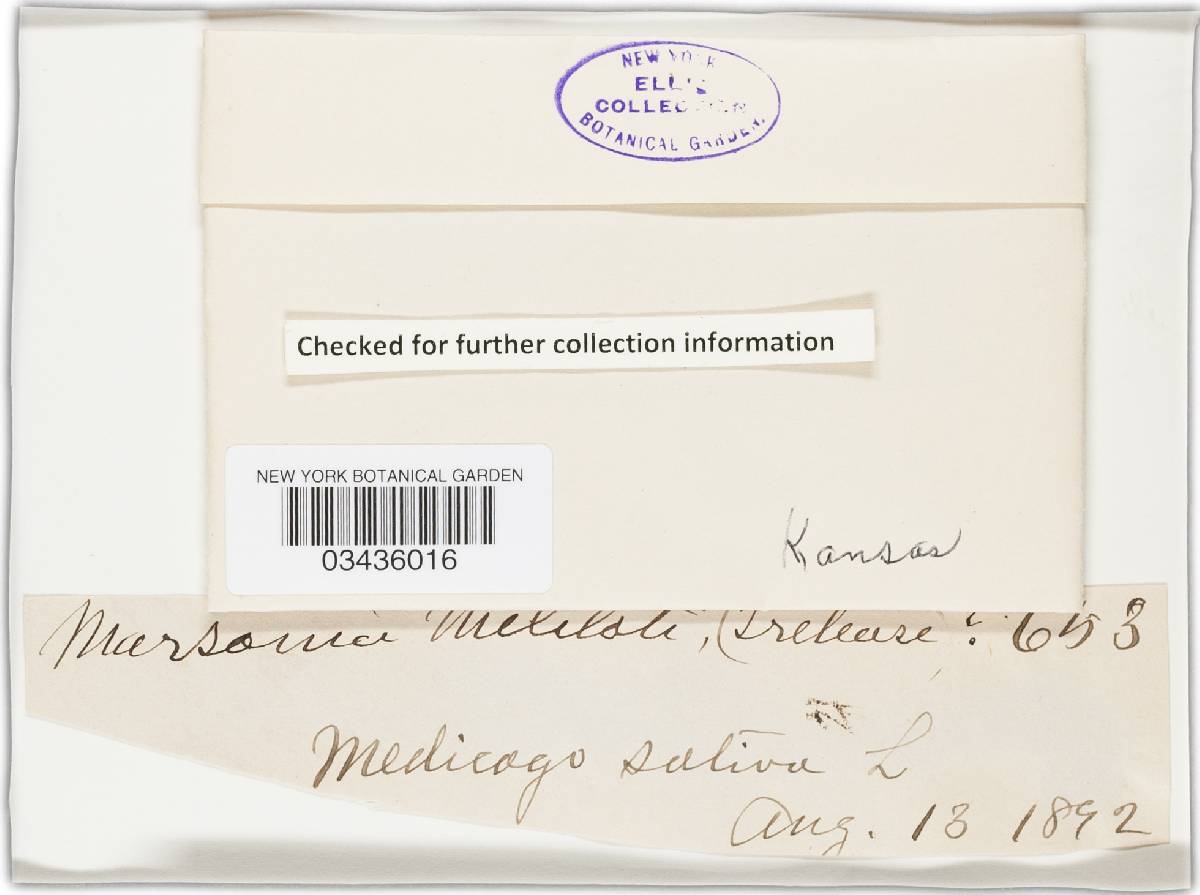 NEW YORK
ELLIS
COLLECTION
BOTANICAL GARDEN.
Checked for further collection information
NEW YORK BOTANICAL GARDEN
03436016
Kansas
Marsonia Meliloti, (Trelease? 653
Medicago sativa L
Aug. 13 1892